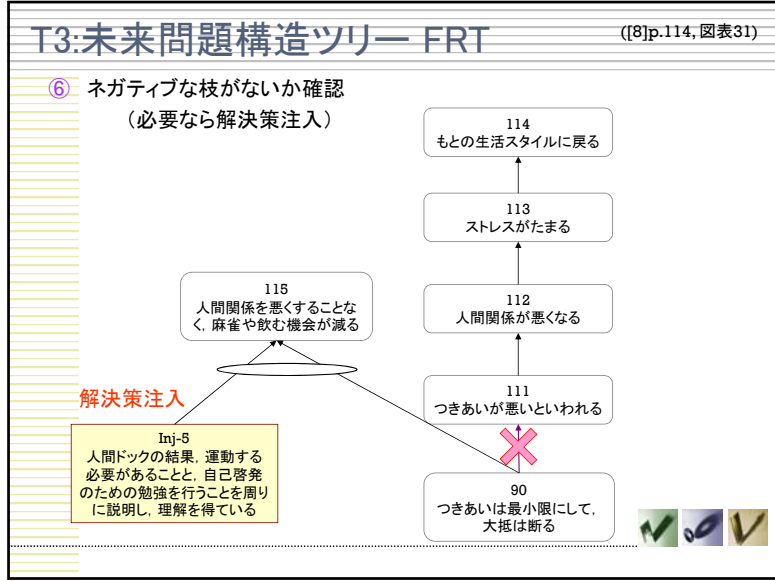 T3:未来問題構造ツリー FRT
([8]p.114,図表31)
⑥ ネガティブな枝がないか確認
（必要なら解決策注入）
114
もとの生活スタイルに戻る
113
ストレスがたまる
115
人間関係を悪くすることな
く，麻雀や飲む機会が減る
112
人間関係が悪くなる
解決策注入
111
つきあいが悪いといわれる
Inj-5
人間ドックの結果，運動する
必要があることと，自己啓発
のための勉強を行うことを周り
に説明し，理解を得ている
90
つきあいは最小限にして，
大抵は断る